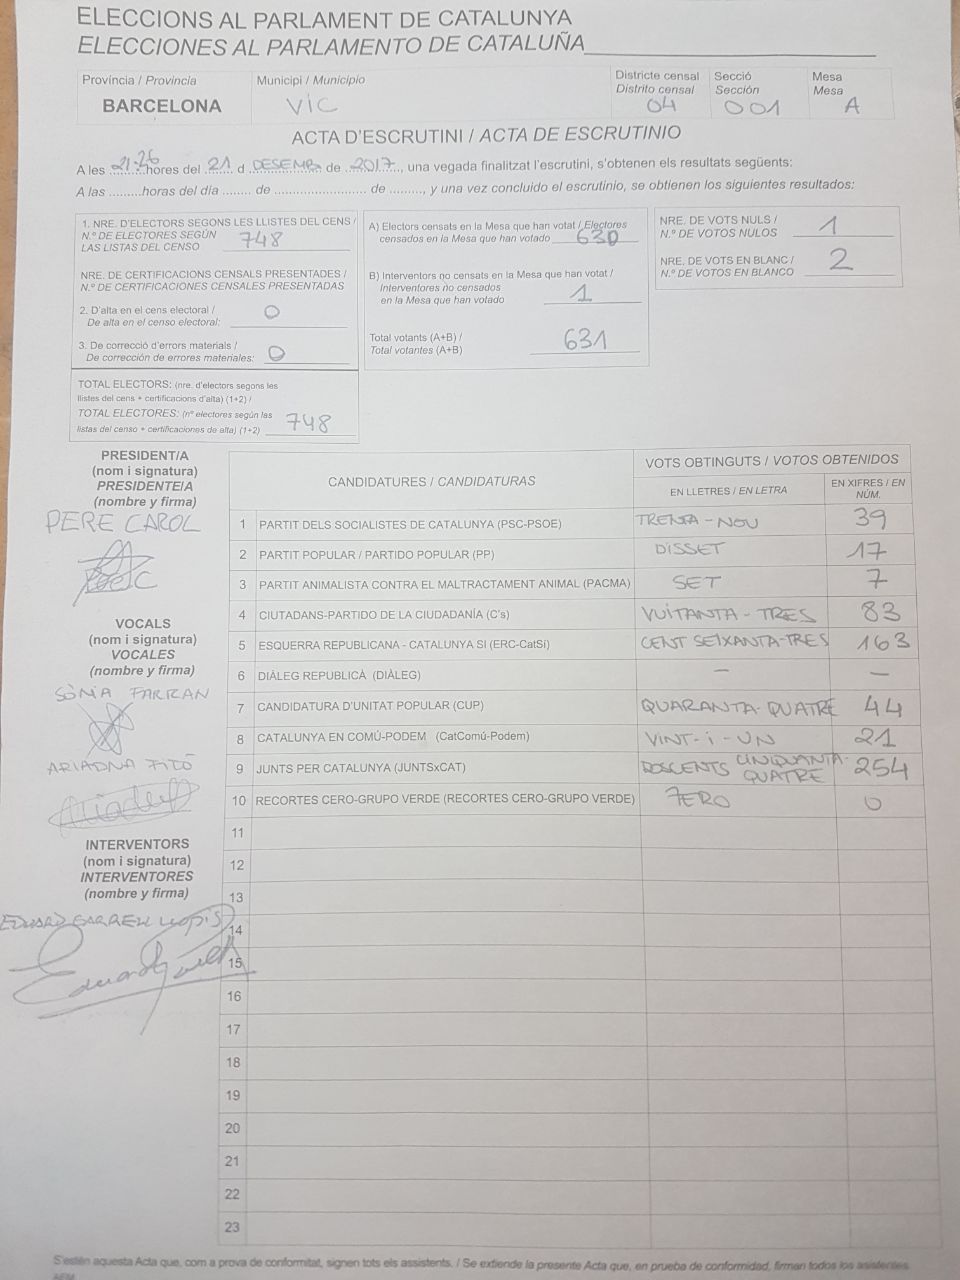 ELECCIONS AL PARLAMENT DE CATALUNYA
ELECCIONES AL PARLAMENTO DE CATALUÑA
Província / Provincia
BARCELONA
Municipi / Municipio
VIC
Districte censal
Distrito censal
04
Secció
Sección
001
Mesa
Mesa
A
ACTA D'ESCRUTINI / ACTA DE ESCRUTINIO
A les 21:26 hores del 21 d DESEMB. de 2017, una vegada finalitzat l'escrutini, s'obtenen els resultats següents:
A las .........horas del día ........ de ......................... de ........., y una vez concluido el escrutinio, se obtienen los siguientes resultados:
1. NRE. D'ELECTORS SEGONS LES LLISTES DEL CENS /
N.º DE ELECTORES SEGÚN 748
LAS LISTAS DEL CENSO
NRE. DE CERTIFICACIONS CENSALS PRESENTADES /
N.º DE CERTIFICACIONES CENSALES PRESENTADAS
2. D'alta en el cens electoral / 0
De alta en el censo electoral:
3. De correcció d'errors materials /
De corrección de errores materiales: 0
TOTAL ELECTORS: (nre. d'electors segons les
llistes del cens + certificacions d'alta) (1+2) /
TOTAL ELECTORES: (nº electores según las
listas del censo + certificaciones de alta) (1+2) 748
A) Electors censats en la Mesa que han votat / Electores
censados en la Mesa que han votado 630
B) Interventors no censats en la Mesa que han votat /
Interventores no censados
en la Mesa que han votado 1
Total votants (A+B) /
Total votantes (A+B) 631
NRE. DE VOTS NULS /
N.º DE VOTOS NULOS 1
NRE. DE VOTS EN BLANC /
N.º DE VOTOS EN BLANCO 2
PRESIDENT/A
(nom i signatura)
PRESIDENTE/A
(nombre y firma)
PERE CAROL
VOCALS
(nom i signatura)
VOCALES
(nombre y firma)
SÒNIA FARRAN
ARIADNA FITÓ
INTERVENTORS
(nom i signatura)
INTERVENTORES
(nombre y firma)
EDUARD
CANDIDATURES / CANDIDATURAS
VOTS OBTINGUTS / VOTOS OBTENIDOS
EN LLETRES / EN LETRA
EN XIFRES / EN
NÚM.
1 PARTIT DELS SOCIALISTES DE CATALUNYA (PSC-PSOE) TRENTA-NOU 39
2 PARTIT POPULAR / PARTIDO POPULAR (PP) DISSET 17
3 PARTIT ANIMALISTA CONTRA EL MALTRACTAMENT ANIMAL (PACMA) SET 7
4 CIUTADANS-PARTIDO DE LA CIUDADANÍA (C's) VUITANTA-TRES 83
5 ESQUERRA REPUBLICANA - CATALUNYA SI (ERC-CatSi) CENT SEIXANTA-TRES 163
6 DIÀLEG REPUBLICÀ (DIÀLEG) — —
7 CANDIDATURA D'UNITAT POPULAR (CUP) QUARANTA-QUATRE 44
8 CATALUNYA EN COMÚ-PODEM (CatComú-Podem) VINT-i-UN 21
9 JUNTS PER CATALUNYA (JUNTSxCAT) DOSCENTS CINQUANTA-QUATRE 254
10 RECORTES CERO-GRUPO VERDE (RECORTES CERO-GRUPO VERDE) ZERO 0
11
12
13
14
15
16
17
18
19
20
21
22
23
S'estén aquesta Acta que, com a prova de conformitat, signen tots els assistents. / Se extiende la presente Acta que, en prueba de conformidad, firman todos los asistentes.